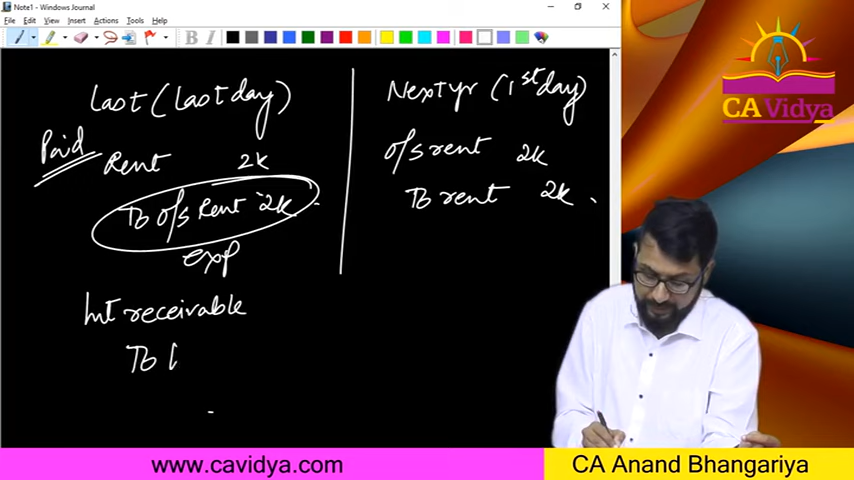 Note1 - Windows Journal
File Edit View Insert Actions Tools Help
B I
CA Vidya
Last (last day)
Paid
Rent 2k
To o/s Rent 2k
exp
Int receivable
To I
Next yr (1st day)
o/s rent 2k
To rent 2k
www.cavidya.com
CA Anand Bhangariya